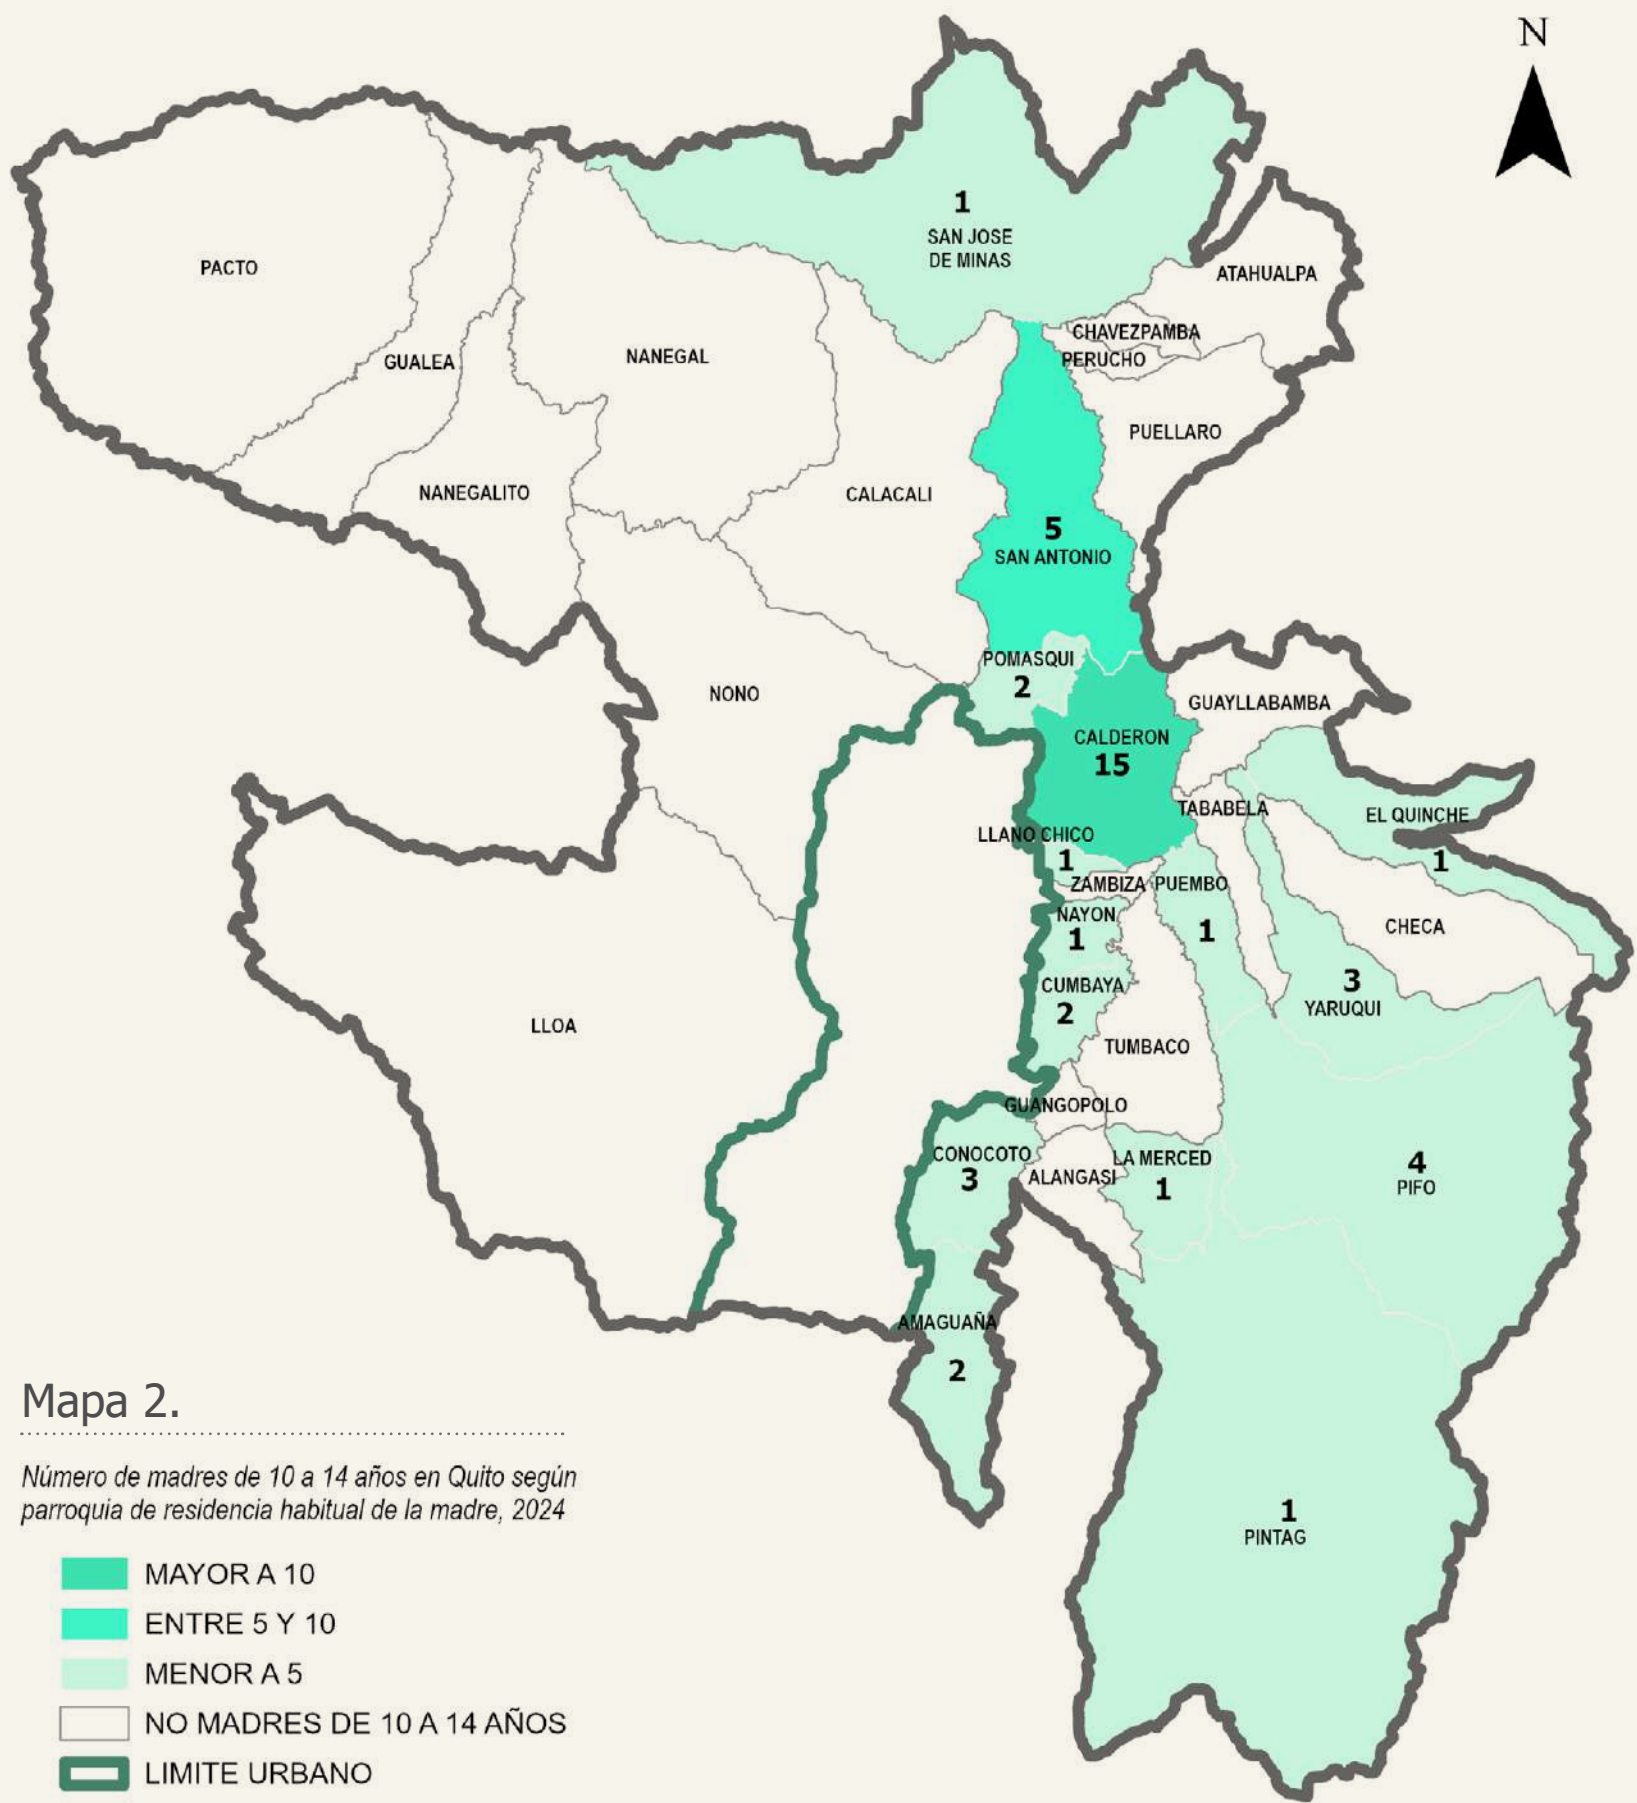 N
1
SAN JOSE
DE MINAS
PACTO
ATAHUALPA
CHAVEZPAMBA
PERUCHO
GUALEA
NANEGAL
PUELLARO
NANEGALITO
CALACALI
5
SAN ANTONIO
POMASQUI
2
NONO
GUAYLLABAMBA
CALDERON
15
TABABELA
EL QUINCHE
1
LLANO CHICO
1
ZAMBIZA
PUEMBO
1
NAYON
1
CHECA
CUMBAYA
2
3
YARUQUI
LLOA
TUMBACO
GUANGOPOLO
CONOCOTO
3
ALANGASI
LA MERCED
1
4
PIFO
AMAGUAÑA
2
1
PINTAG
Mapa 2.
Número de madres de 10 a 14 años en Quito según
parroquia de residencia habitual de la madre, 2024
MAYOR A 10
ENTRE 5 Y 10
MENOR A 5
NO MADRES DE 10 A 14 AÑOS
LIMITE URBANO